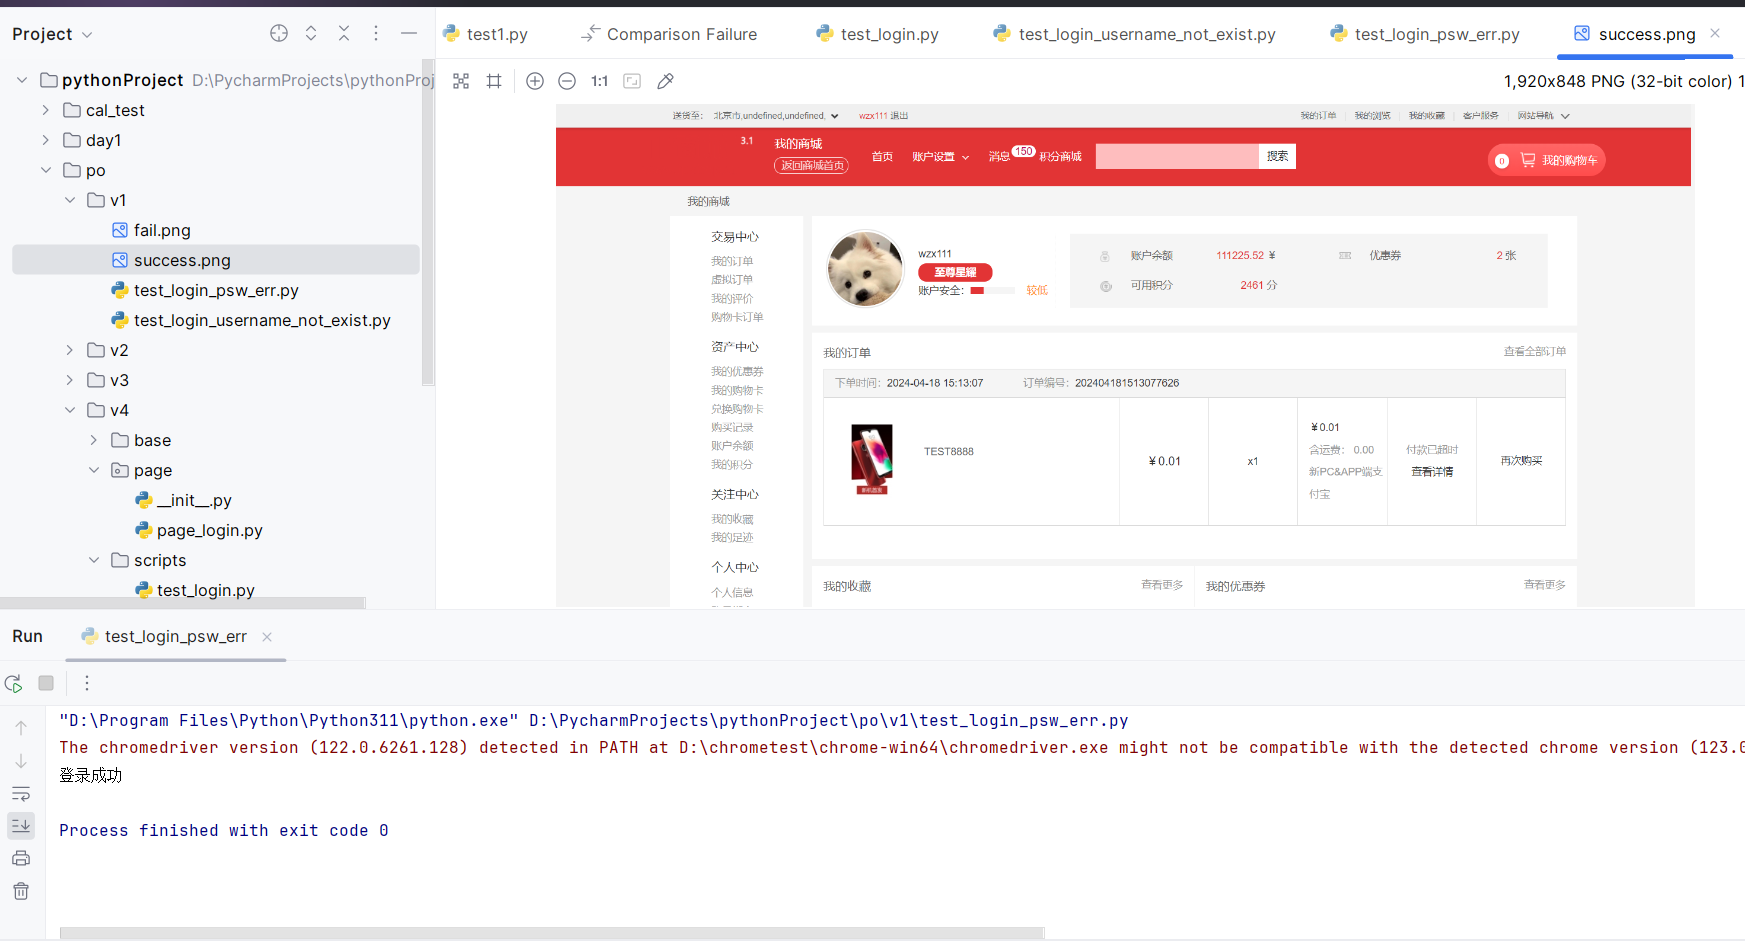 Project
test1.py
Comparison Failure
test_login.py
test_login_username_not_exist.py
test_login_psw_err.py
success.png
pythonProject D:\PycharmProjects\pythonProj
cal_test
day1
po
v1
fail.png
success.png
test_login_psw_err.py
test_login_username_not_exist.py
v2
v3
v4
base
page
__init__.py
page_login.py
scripts
test_login.py
1:1
1,920x848 PNG (32-bit color) 1
送货至： 北京市,undefined,undefined,
wzx111 退出
我的订单
我的浏览
我的收藏
客户服务
网站导航
3.1
我的商城
返回商城首页
首页
账户设置
消息 150
积分商城
搜索
0 我的购物车
我的商城
交易中心
我的订单
虚拟订单
我的评价
购物卡订单
资产中心
我的优惠券
我的购物卡
兑换购物卡
购买记录
账户余额
我的积分
关注中心
我的收藏
我的足迹
个人中心
个人信息
wzx111
至尊星耀
账户安全： 较低
账户余额 111225.52 ¥
优惠券 2 张
可用积分 2461 分
我的订单
查看全部订单
下单时间：2024-04-18 15:13:07
订单编号：202404181513077626
TEST8888
¥0.01
x1
¥0.01
含运费： 0.00
新PC&APP端支
付宝
付款已超时
查看详情
再次购买
我的收藏
查看更多
我的优惠券
查看更多
Run
test_login_psw_err
"D:\Program Files\Python\Python311\python.exe" D:\PycharmProjects\pythonProject\po\v1\test_login_psw_err.py
The chromedriver version (122.0.6261.128) detected in PATH at D:\chrometest\chrome-win64\chromedriver.exe might not be compatible with the detected chrome version (123.0
登录成功
Process finished with exit code 0